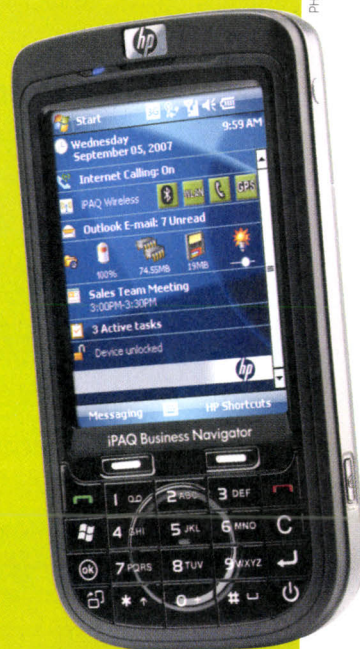 PH
hp
Start
9:59 AM
Wednesday
September 05, 2007
Internet Calling: On
iPAQ Wireless WLAN GPS
Outlook E-mail: 7 Unread
100% 74.55MB 19MB
Sales Team Meeting
3:00PM-3:30PM
3 Active tasks
Device unlocked
hp
Messaging HP Shortcuts
iPAQ Business Navigator
1 2 ABC 3 DEF
4 GHI 5 JKL 6 MNO C
ok 7 PQRS 8 TUV 9 WXYZ
* 0 + #